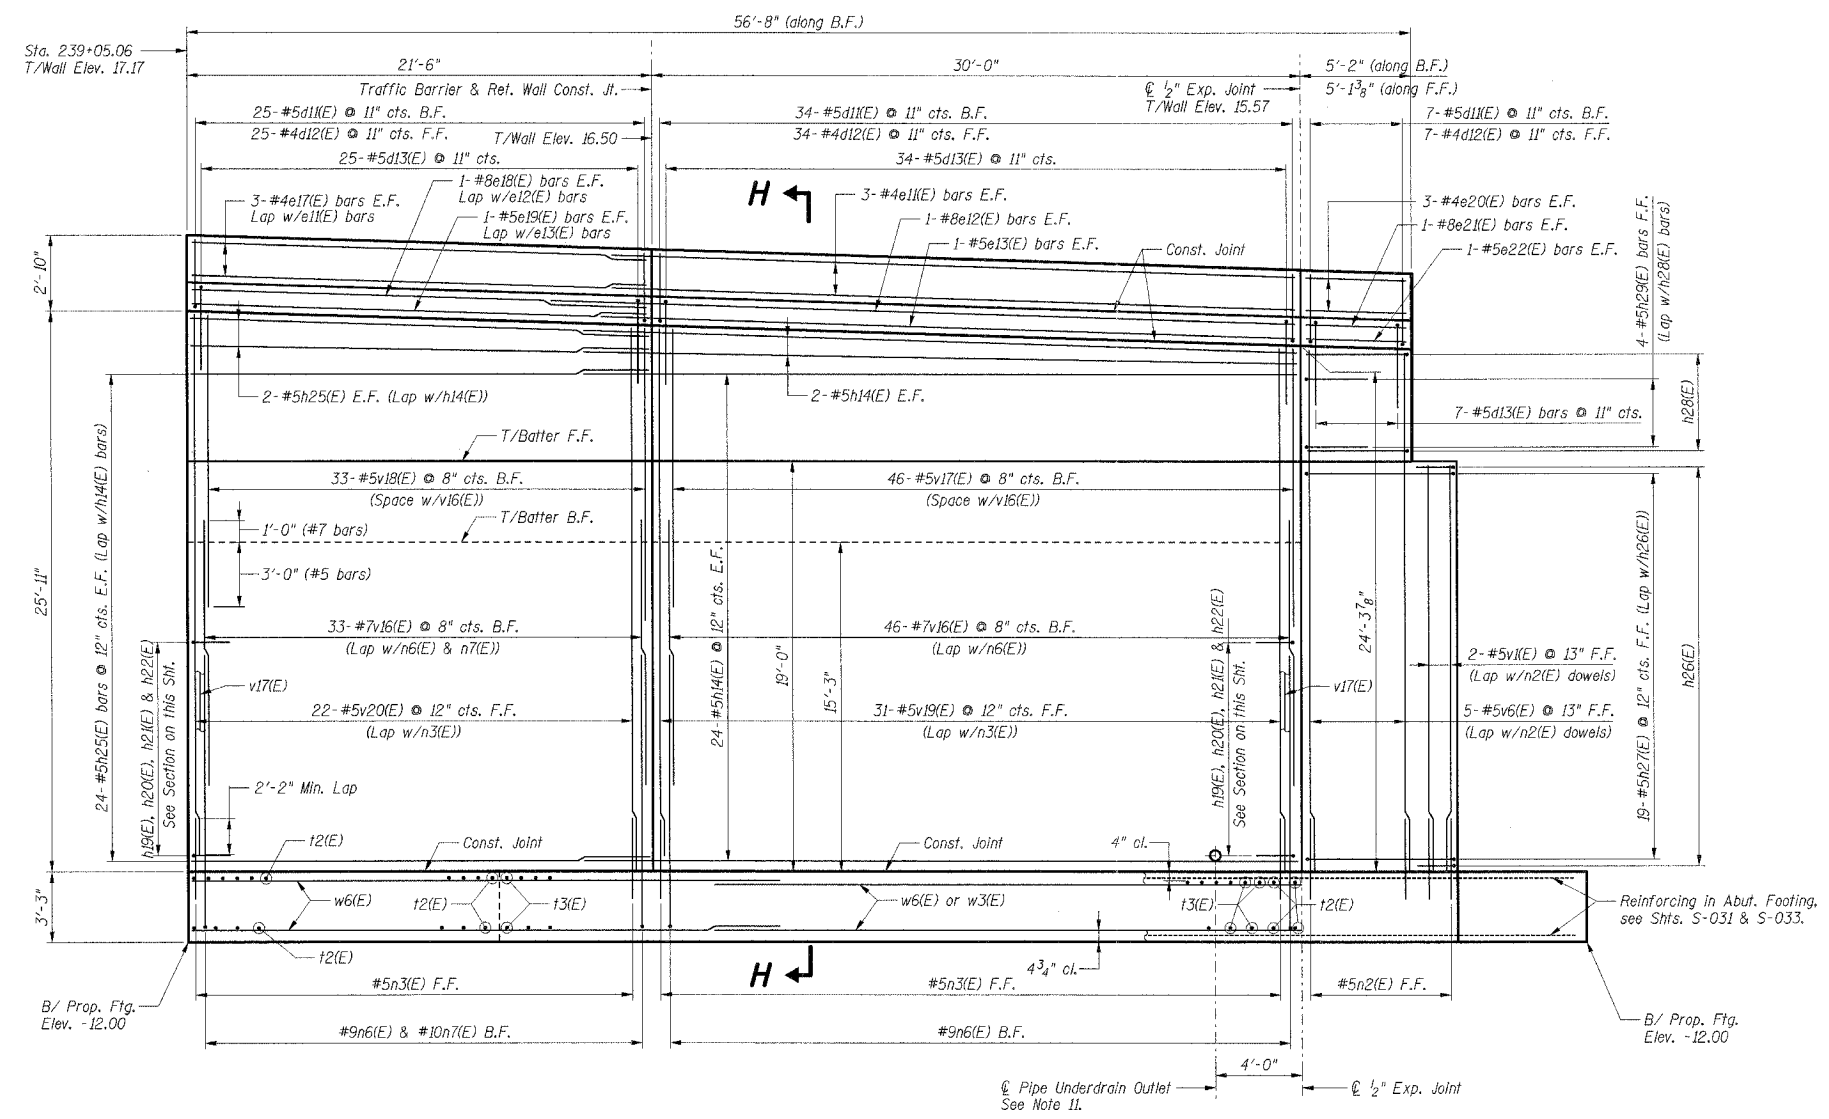 56'-8" (along B.F.)
Sta. 239+05.06
T/Wall Elev. 17.17
21'-6"
30'-0"
5'-2" (along B.F.)
5'-1⅜" (along F.F.)
Traffic Barrier & Ret. Wall Const. Jt.
℄ ½" Exp. Joint
T/Wall Elev. 15.57
25-#5d11(E) @ 11" cts. B.F.
25-#4d12(E) @ 11" cts. F.F.
T/Wall Elev. 16.50
34-#5d11(E) @ 11" cts. B.F.
34-#4d12(E) @ 11" cts. F.F.
7-#5d11(E) @ 11" cts. B.F.
7-#4d12(E) @ 11" cts. F.F.
25-#5d13(E) @ 11" cts.
34-#5d13(E) @ 11" cts.
1-#8e18(E) bars E.F.
Lap w/e12(E) bars
3-#4e17(E) bars E.F.
Lap w/e11(E) bars
1-#5e19(E) bars E.F.
Lap w/e13(E) bars
H
3-#4e11(E) bars E.F.
1-#8e12(E) bars E.F.
1-#5e13(E) bars E.F.
Const. Joint
3-#4e20(E) bars E.F.
1-#8e21(E) bars E.F.
1-#5e22(E) bars E.F.
4-#5h29(E) bars F.F.
(Lap w/h28(E) bars)
2'-10"
2-#5h25(E) E.F. (Lap w/h14(E))
2-#5h14(E) E.F.
7-#5d13(E) bars @ 11" cts.
h28(E)
T/Batter F.F.
33-#5v18(E) @ 8" cts. B.F.
(Space w/v16(E))
46-#5v17(E) @ 8" cts. B.F.
(Space w/v16(E))
T/Batter B.F.
1'-0" (#7 bars)
3'-0" (#5 bars)
25'-11"
24-#5h25(E) bars @ 12" cts. E.F. (Lap w/h14(E) bars)
h19(E), h20(E), h21(E) & h22(E)
See Section on this Sht.
33-#7v16(E) @ 8" cts. B.F.
(Lap w/n6(E) & n7(E))
46-#7v16(E) @ 8" cts. B.F.
(Lap w/n6(E))
24-#5h14(E) @ 12" cts. E.F.
19'-0"
15'-3"
h19(E), h20(E), h21(E) & h22(E)
See Section on this Sht.
24'-3⅞"
19-#5h27(E) @ 12" cts. F.F. (Lap w/h26(E))
h26(E)
v17(E)
v17(E)
2-#5v1(E) @ 13" F.F.
(Lap w/n2(E) dowels)
22-#5v20(E) @ 12" cts. F.F.
(Lap w/n3(E))
31-#5v19(E) @ 12" cts. F.F.
(Lap w/n3(E))
5-#5v6(E) @ 13" F.F.
(Lap w/n2(E) dowels)
2'-2" Min. Lap
t2(E)
Const. Joint
Const. Joint
4" cl.
3'-3"
w6(E)
t2(E)
t3(E)
w6(E) or w3(E)
t3(E)
t2(E)
Reinforcing in Abut. Footing,
see Shts. S-031 & S-033.
t2(E)
H
4¾" cl.
#5n3(E) F.F.
#5n3(E) F.F.
#5n2(E) F.F.
B/ Prop. Ftg.
Elev. -12.00
B/ Prop. Ftg.
Elev. -12.00
#9n6(E) & #10n7(E) B.F.
#9n6(E) B.F.
4'-0"
℄ Pipe Underdrain Outlet
See Note 11.
℄ ½" Exp. Joint